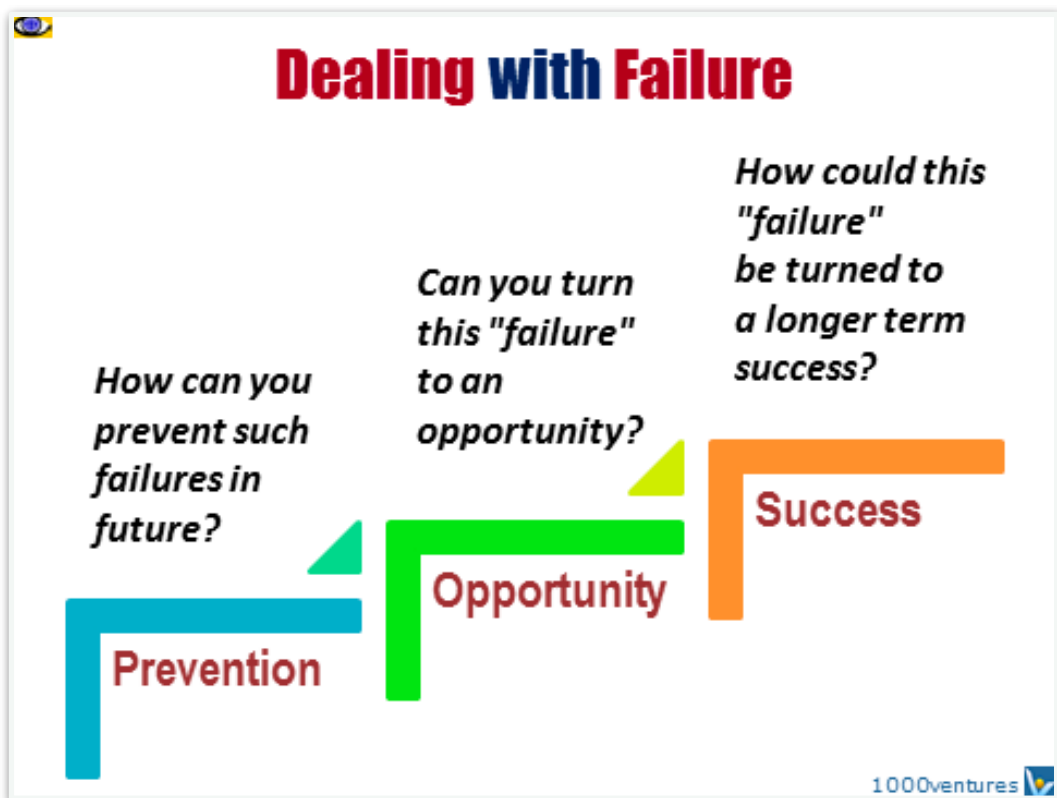 Dealing with Failure
How can you
prevent such
failures in
future?
Prevention
Can you turn
this "failure"
to an
opportunity?
Opportunity
How could this
"failure"
be turned to
a longer term
success?
Success
1000ventures